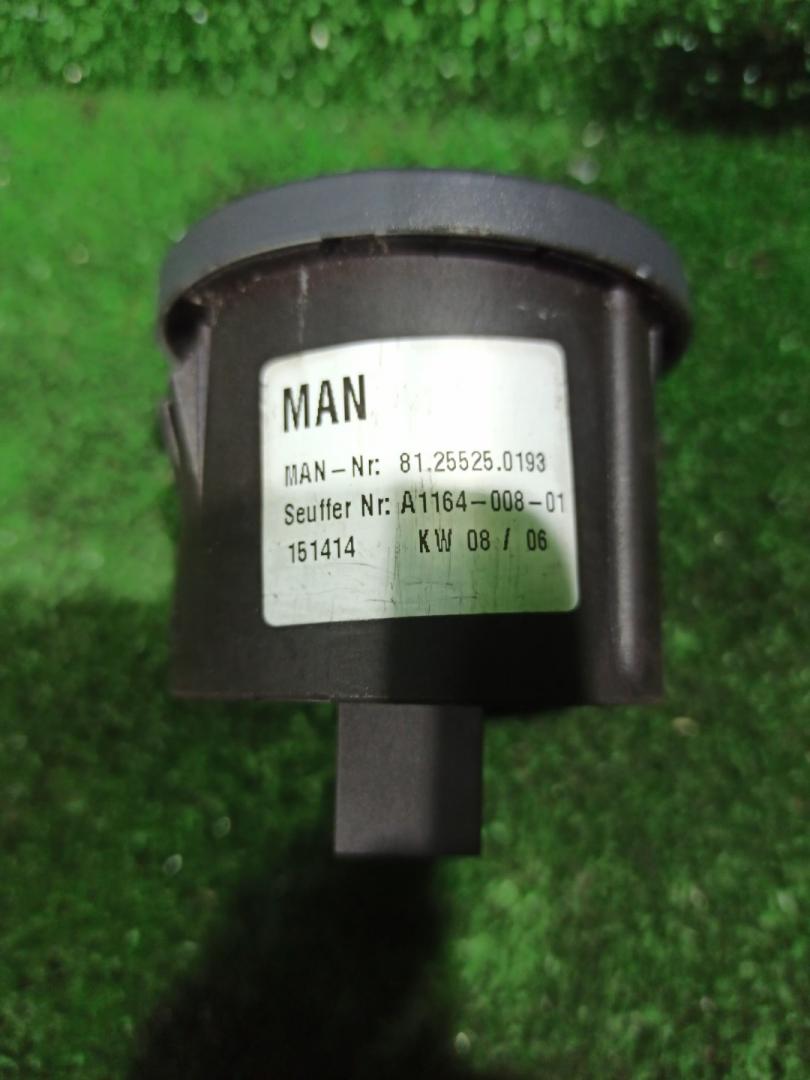 MAN
MAN-Nr: 81.25525.0193
Seuffer Nr: A1164-008-01
151414 KW 08 / 06